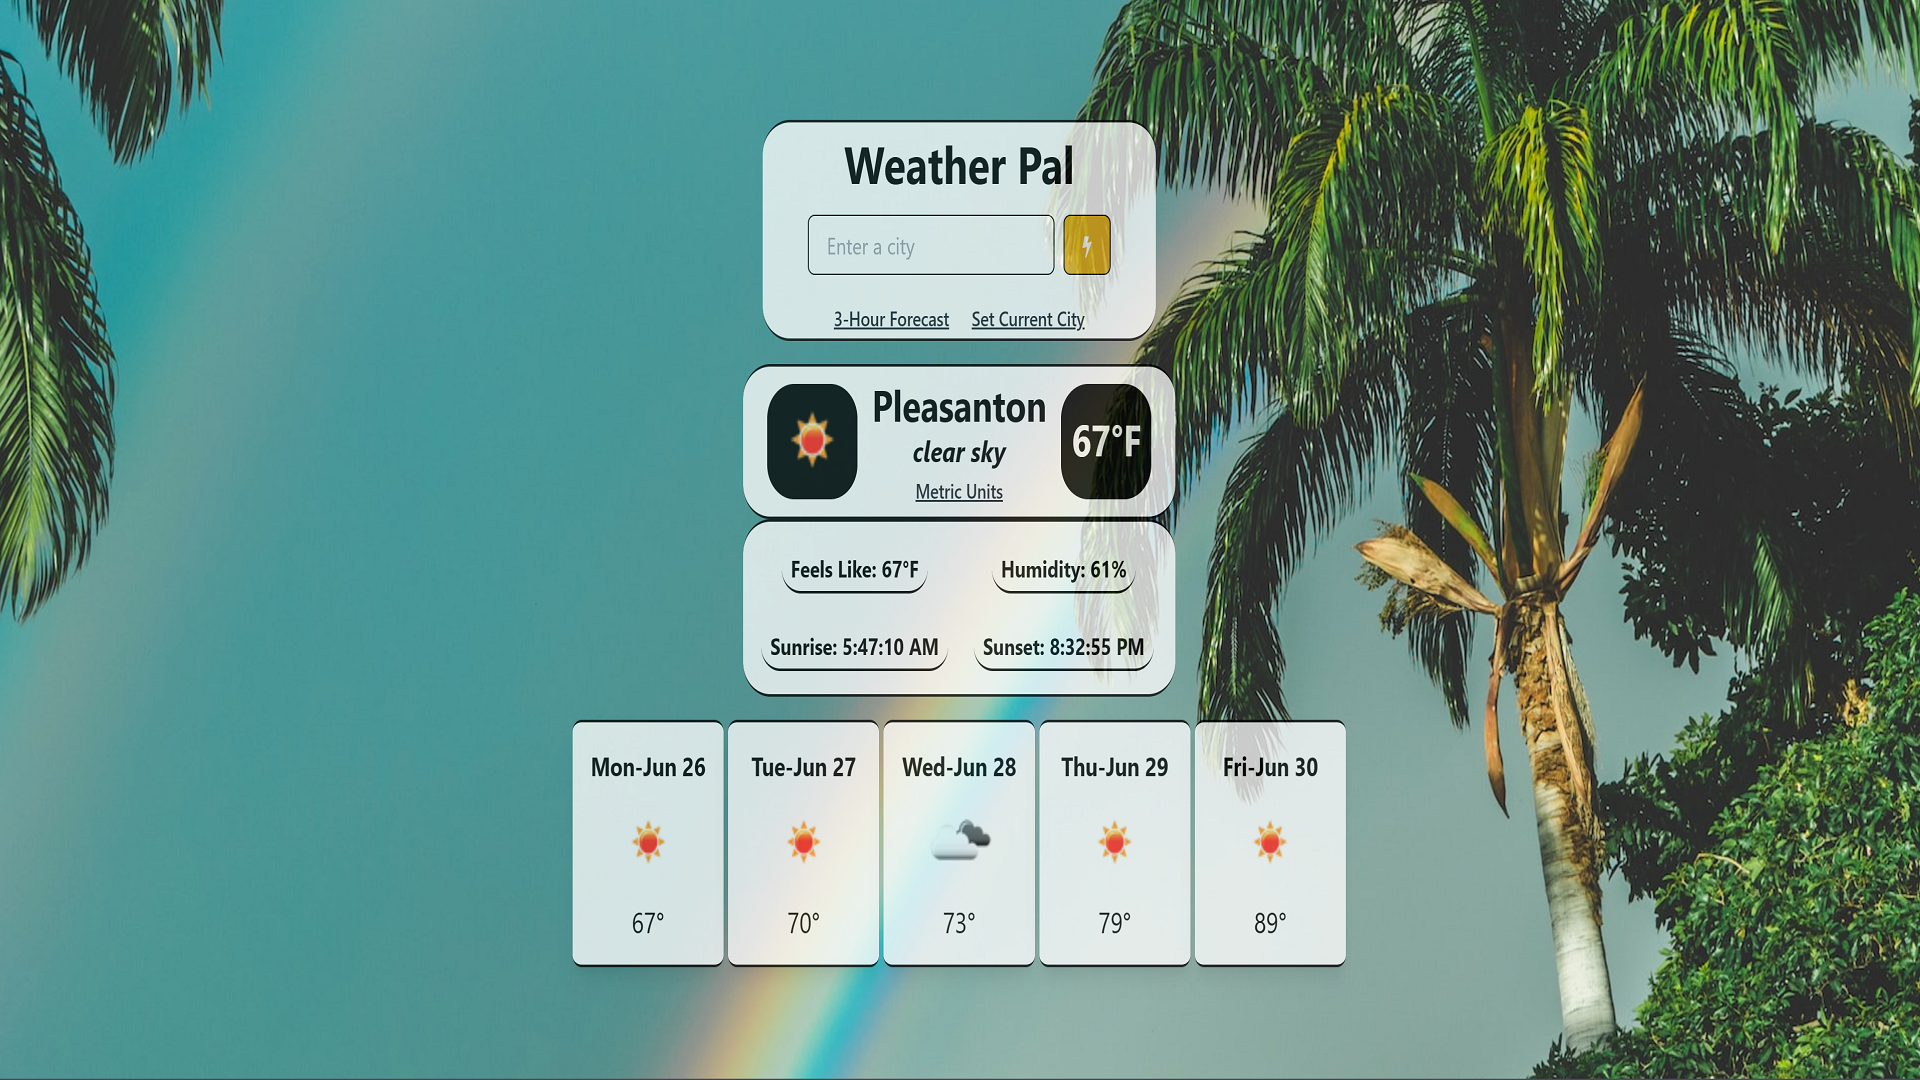 Weather Pal
Enter a city
3-Hour Forecast Set Current City
Pleasanton
clear sky
67°F
Metric Units
Feels Like: 67°F Humidity: 61%
Sunrise: 5:47:10 AM Sunset: 8:32:55 PM
Mon-Jun 26 Tue-Jun 27 Wed-Jun 28 Thu-Jun 29 Fri-Jun 30
67° 70° 73° 79° 89°